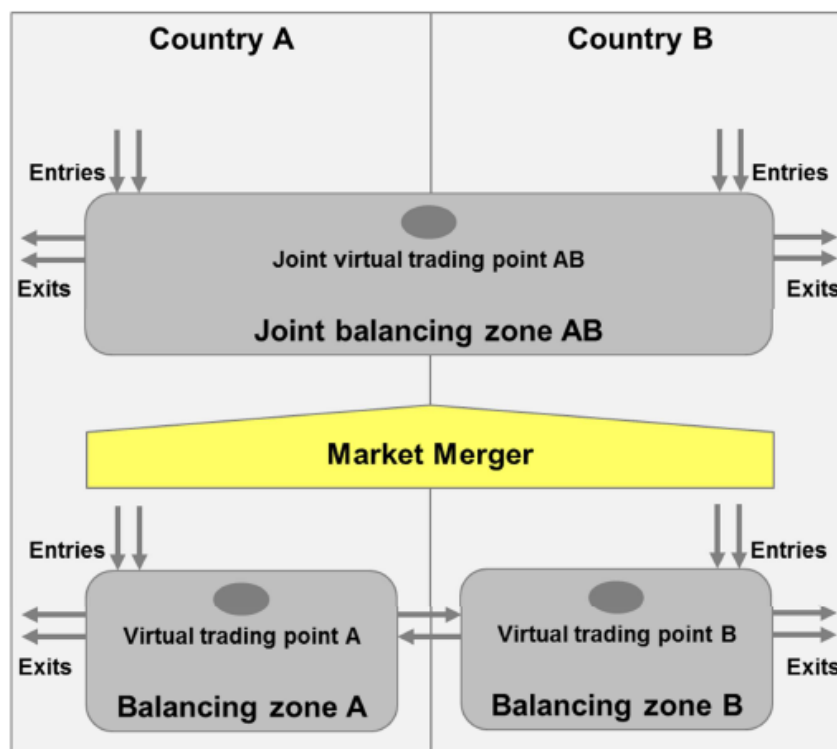 Country A
Country B
Entries
Entries
Joint virtual trading point AB
Exits
Exits
Joint balancing zone AB
Market Merger
Entries
Entries
Virtual trading point A
Virtual trading point B
Exits
Exits
Balancing zone A
Balancing zone B